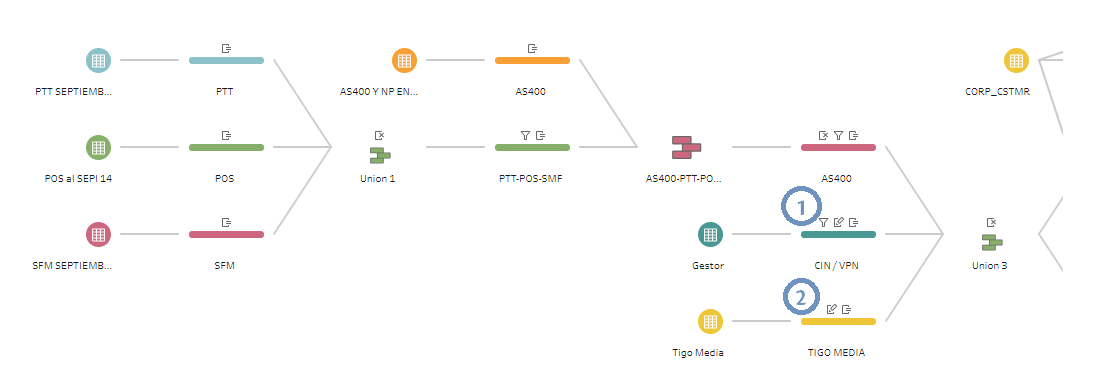 PTT SEPTIEMB...
PTT
AS400 Y NP EN...
AS400
CORP_CSTMR
POS al SEPI 14
POS
Union 1
PTT-POS-SMF
AS400-PTT-PO...
AS400
1
SFM SEPTIEMB...
SFM
Gestor
CIN / VPN
Union 3
2
Tigo Media
TIGO MEDIA